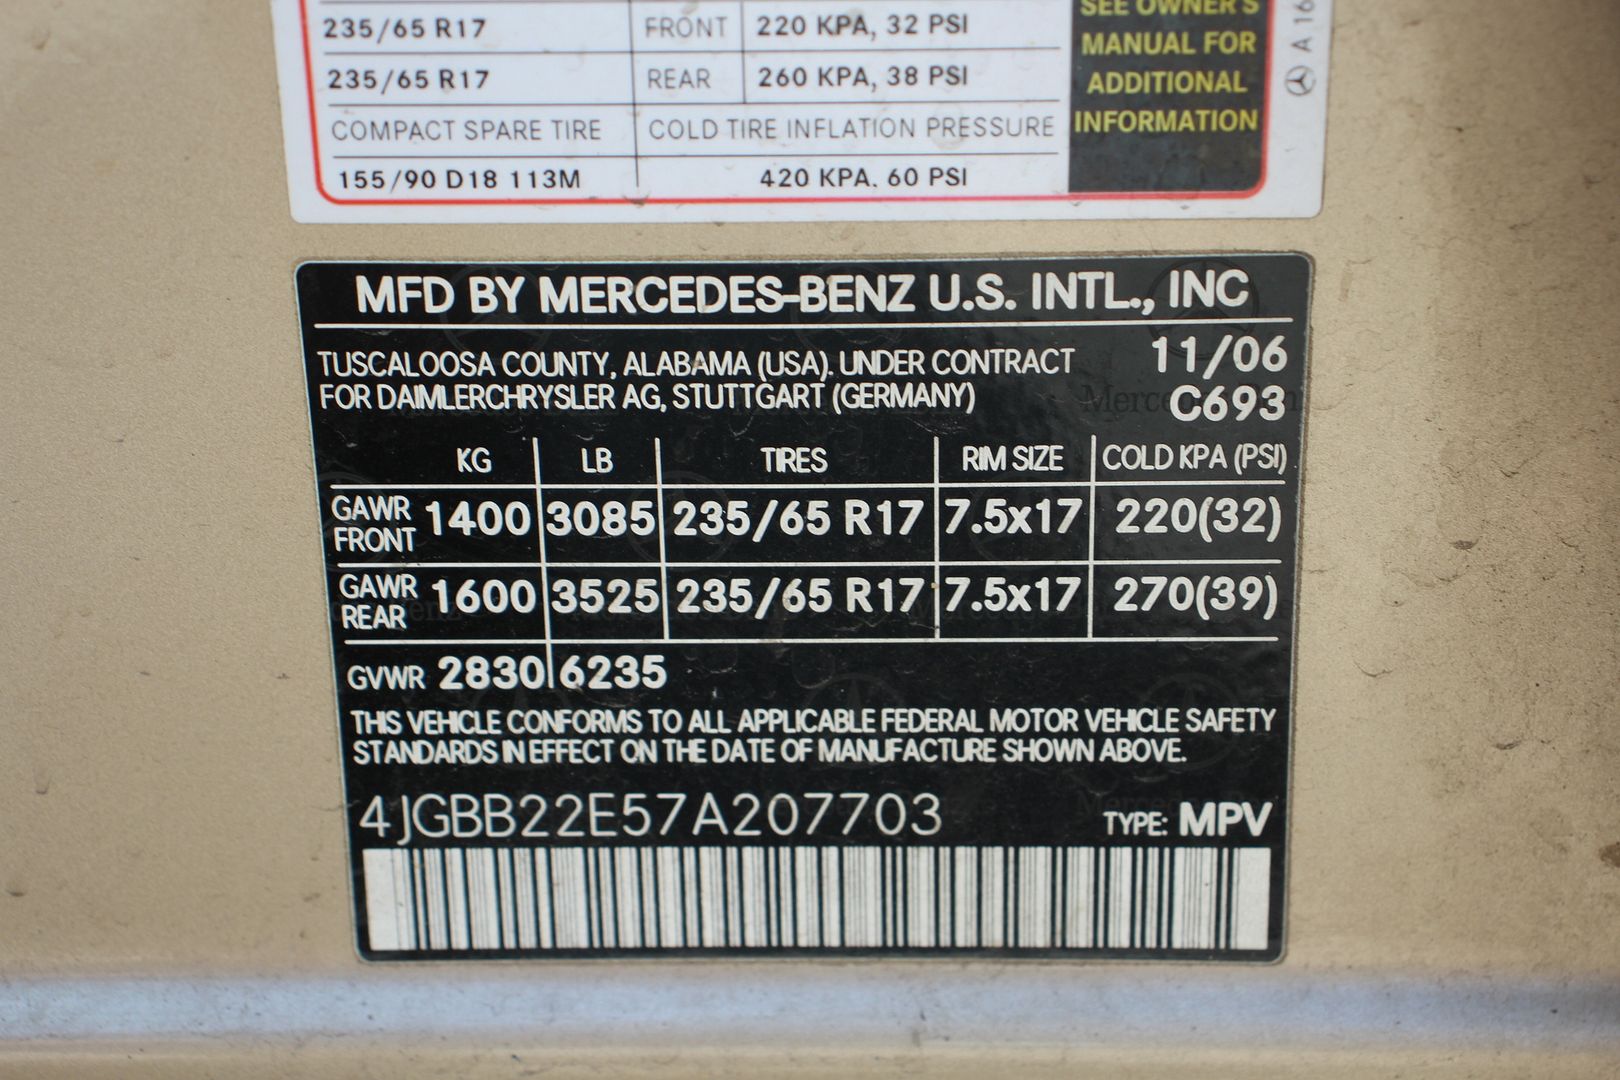 235/65 R17 FRONT 220 KPA, 32 PSI
235/65 R17 REAR 260 KPA, 38 PSI
COMPACT SPARE TIRE COLD TIRE INFLATION PRESSURE
155/90 D18 113M 420 KPA. 60 PSI
SEE OWNER'S
MANUAL FOR
ADDITIONAL
INFORMATION
A 16
MFD BY MERCEDES-BENZ U.S. INTL., INC
TUSCALOOSA COUNTY, ALABAMA (USA). UNDER CONTRACT 11/06
FOR DAIMLERCHRYSLER AG, STUTTGART (GERMANY) C693
KG LB TIRES RIM SIZE COLD KPA (PSI)
GAWR FRONT 1400 3085 235/65 R17 7.5x17 220(32)
GAWR REAR 1600 3525 235/65 R17 7.5x17 270(39)
GVWR 2830 6235
THIS VEHICLE CONFORMS TO ALL APPLICABLE FEDERAL MOTOR VEHICLE SAFETY
STANDARDS IN EFFECT ON THE DATE OF MANUFACTURE SHOWN ABOVE.
4JGBB22E57A207703 TYPE: MPV